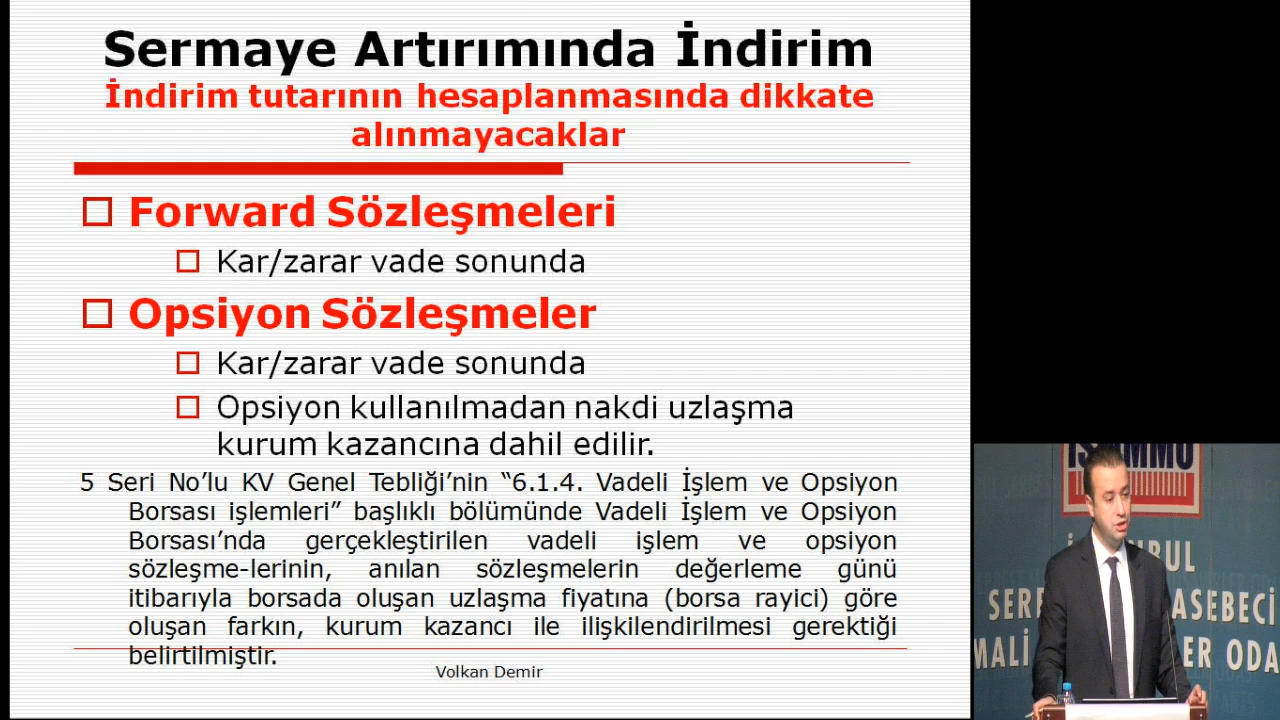 Sermaye Artırımında İndirim
İndirim tutarının hesaplanmasında dikkate
alınmayacaklar
Forward Sözleşmeleri
Kar/zarar vade sonunda
Opsiyon Sözleşmeler
Kar/zarar vade sonunda
Opsiyon kullanılmadan nakdi uzlaşma
kurum kazancına dahil edilir.
5 Seri No’lu KV Genel Tebliği’nin “6.1.4. Vadeli İşlem ve Opsiyon
Borsası işlemleri” başlıklı bölümünde Vadeli İşlem ve Opsiyon
Borsası’nda gerçekleştirilen vadeli işlem ve opsiyon
sözleşme-lerinin, anılan sözleşmelerin değerleme günü
itibarıyla borsada oluşan uzlaşma fiyatına (borsa rayici) göre
oluşan farkın, kurum kazancı ile ilişkilendirilmesi gerektiği
belirtilmiştir.
Volkan Demir
MALİ
ER ODA